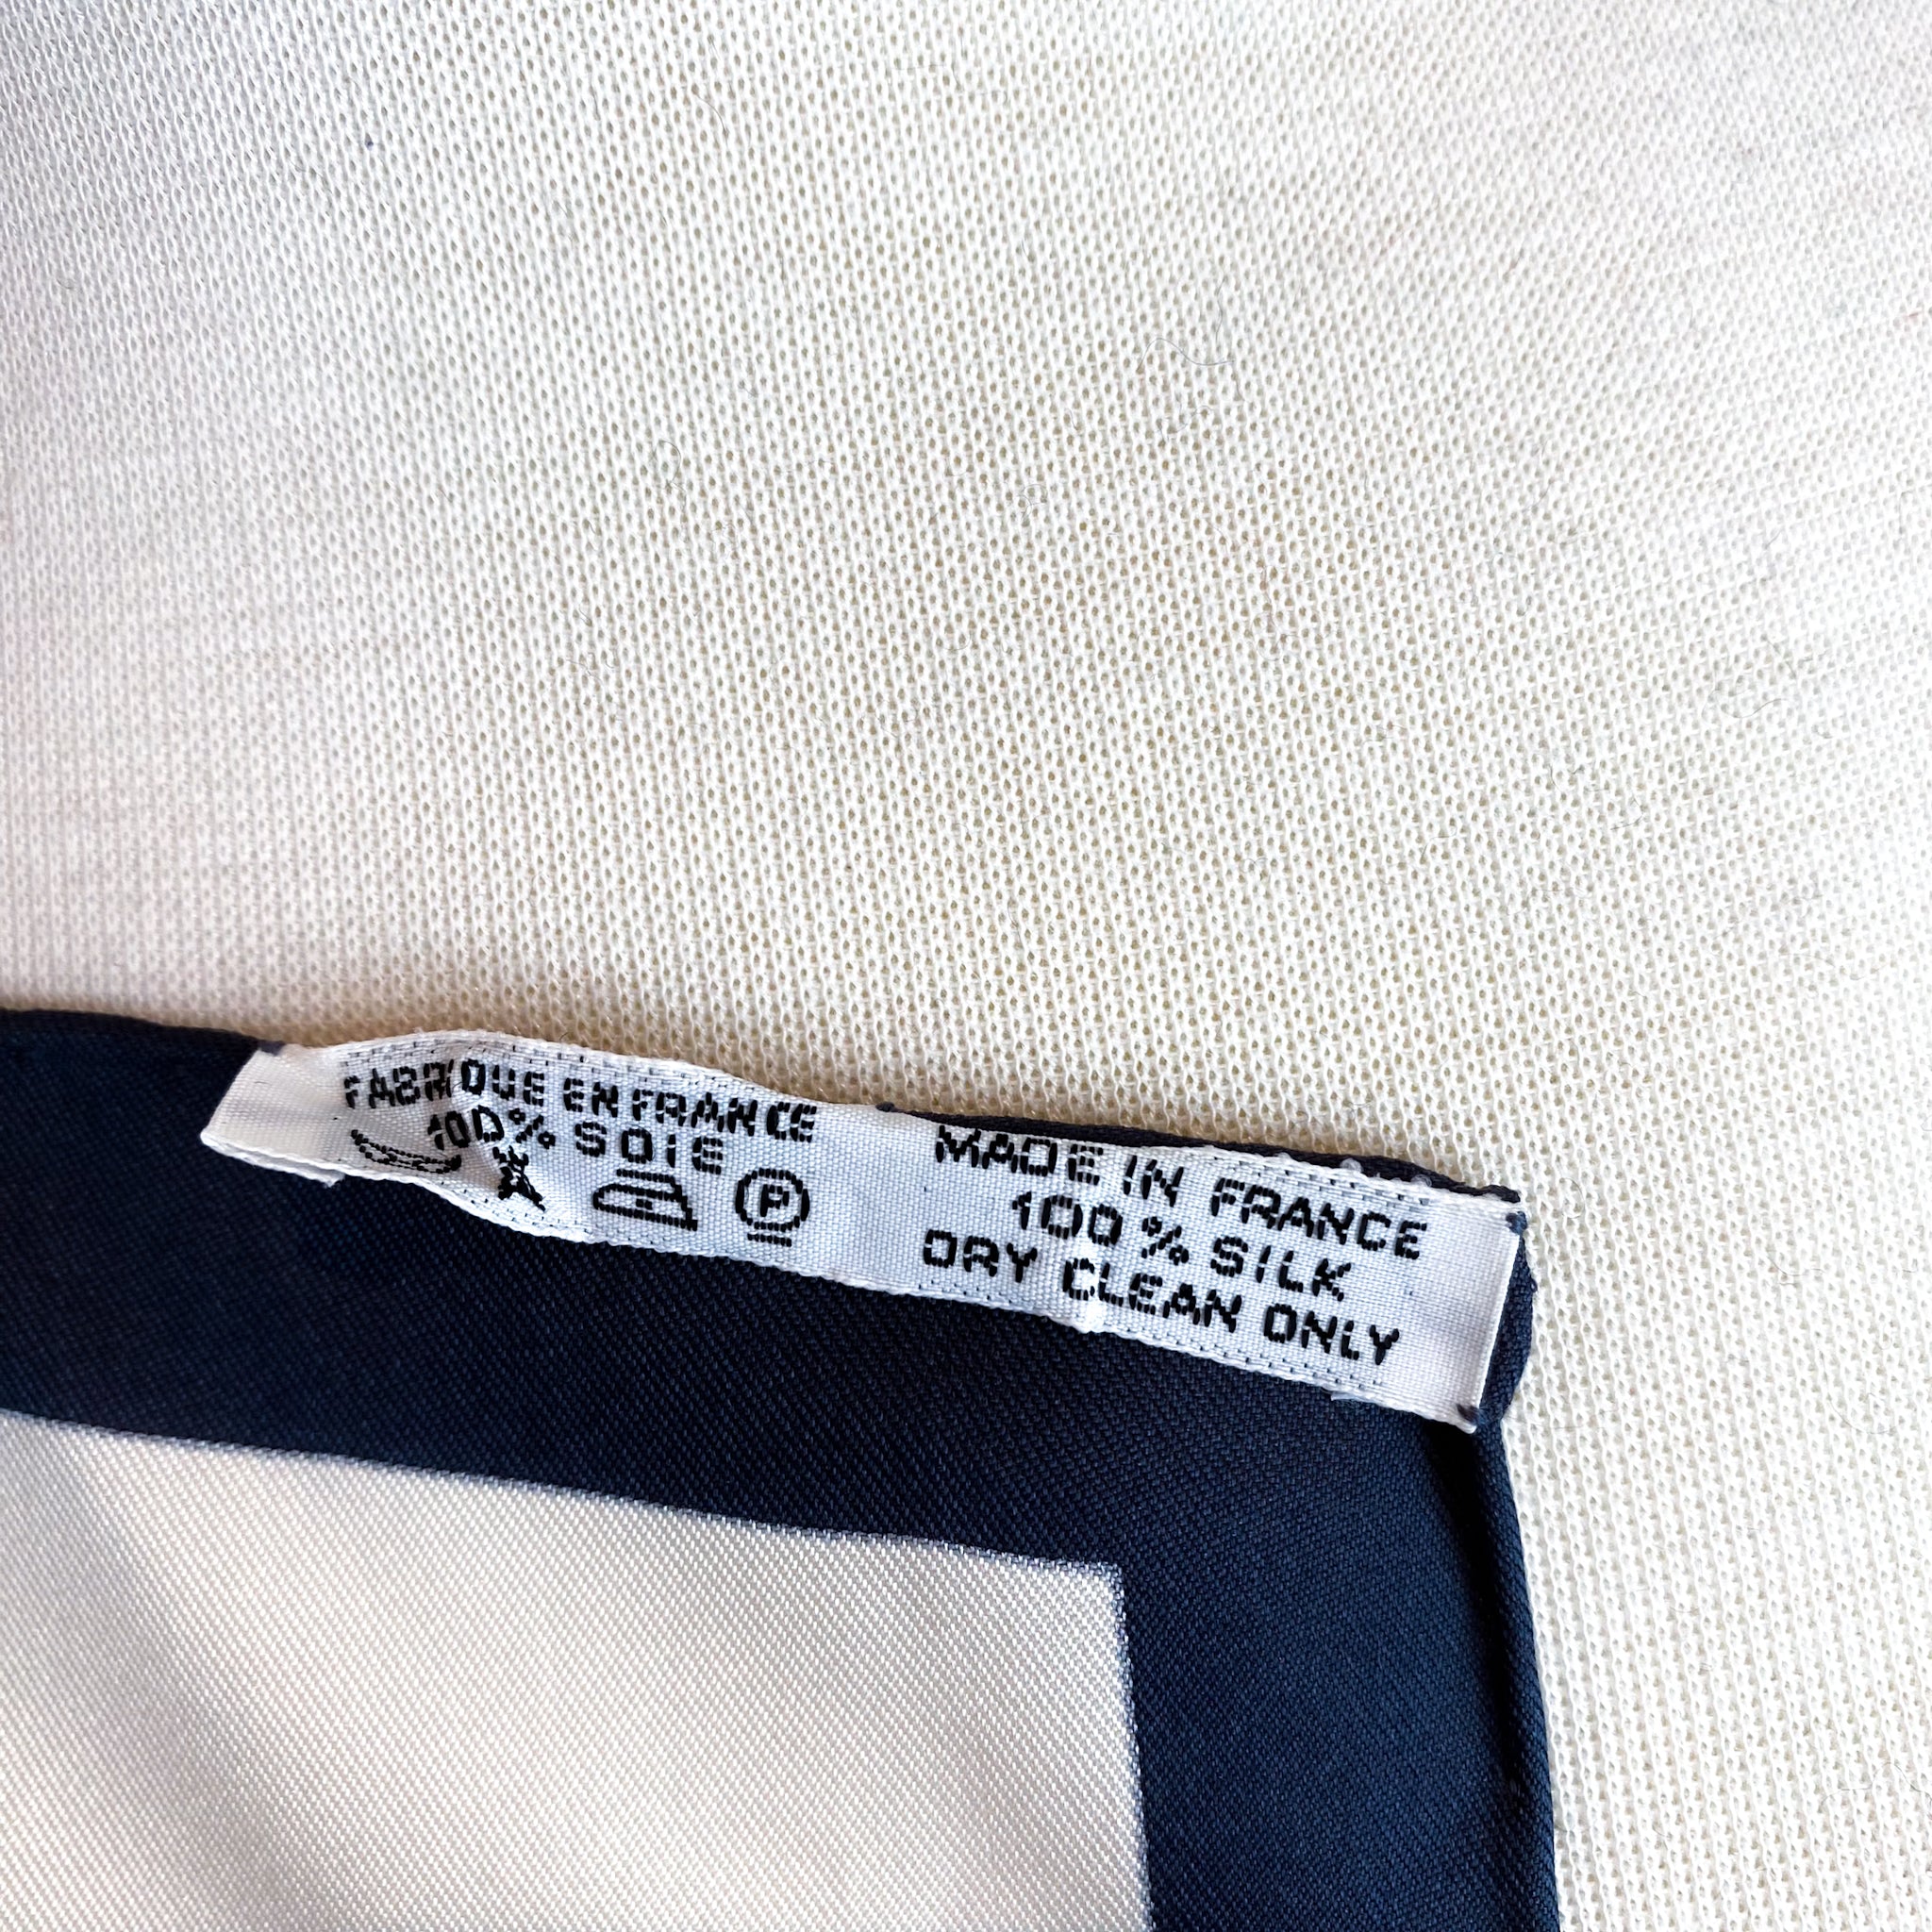 FABRIQUE EN FRANCE
100% SOIE
P
MADE IN FRANCE
100% SILK
DRY CLEAN ONLY